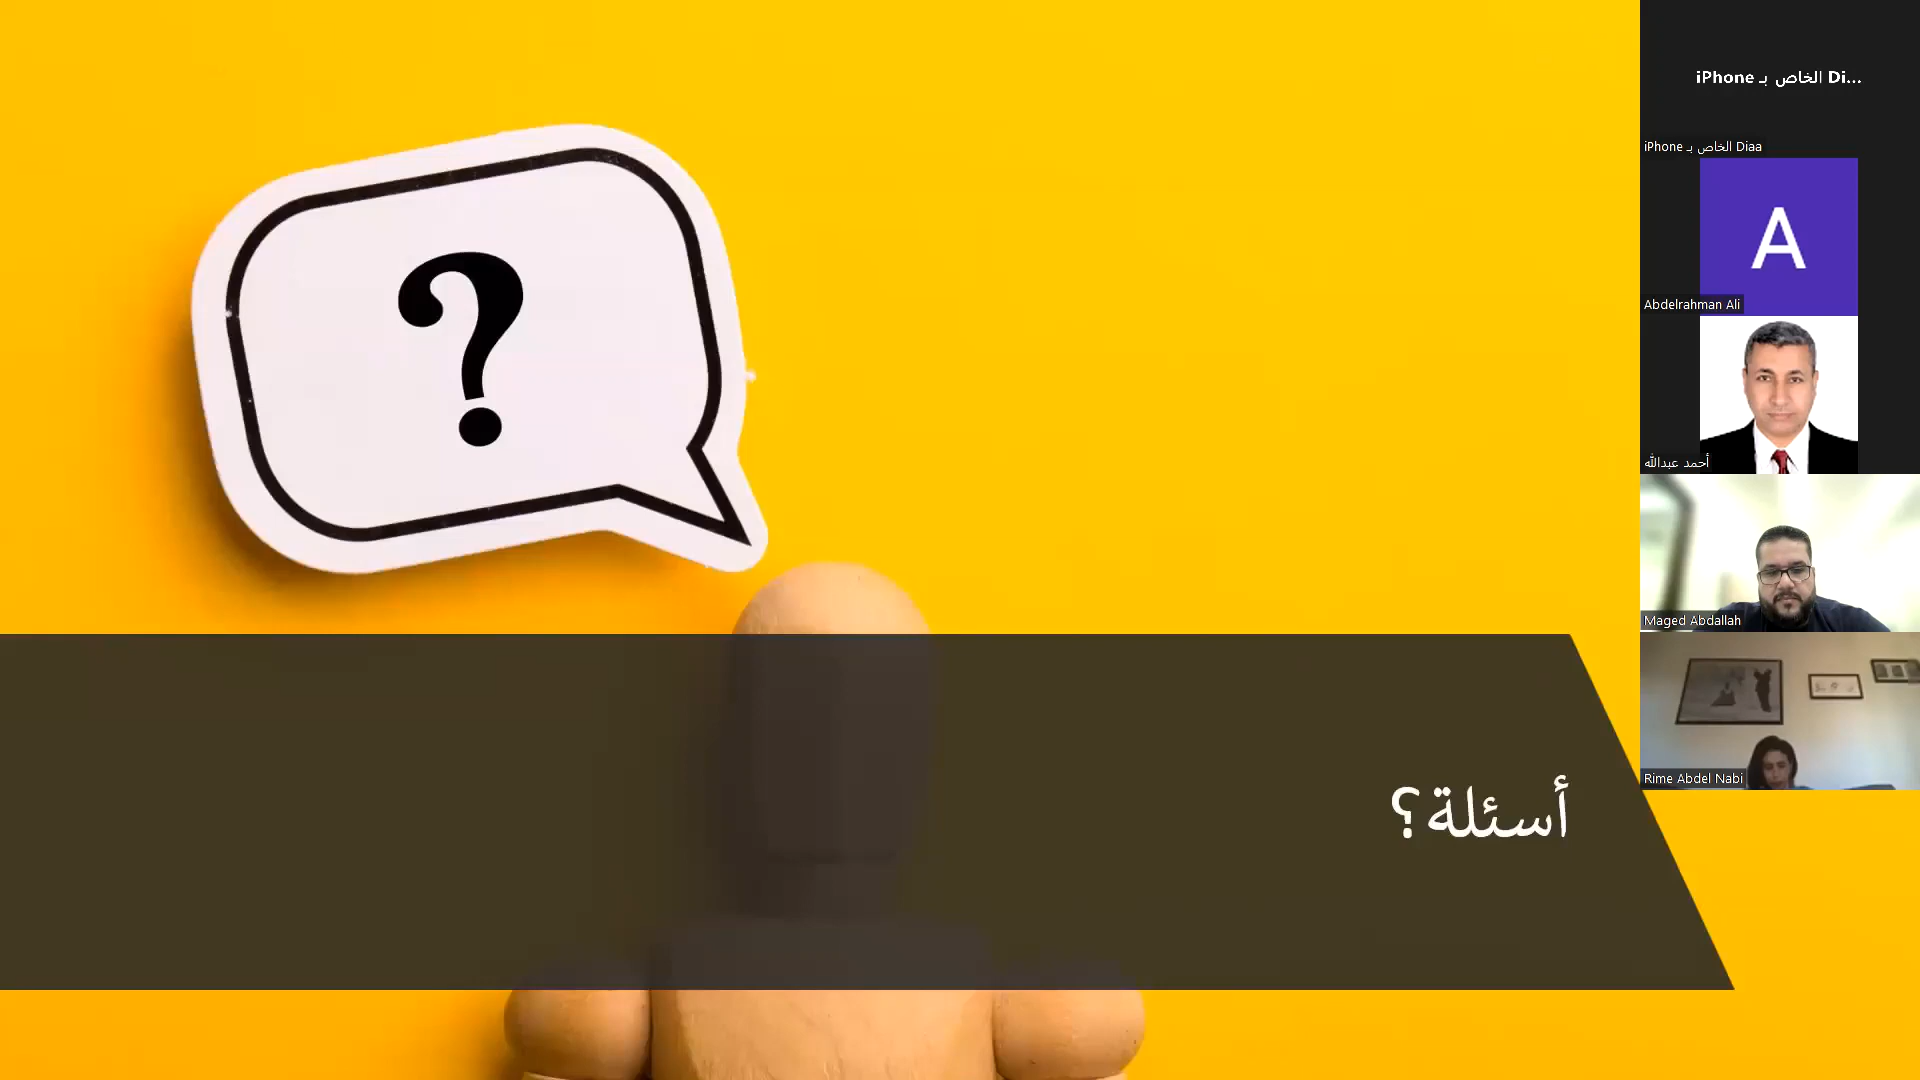 ?
أسئلة؟
iPhone الخاص بـ Di...
iPhone الخاص بـ Diaa
A
Abdelrahman Ali
أحمد عبدالله
Maged Abdallah
Rime Abdel Nabi